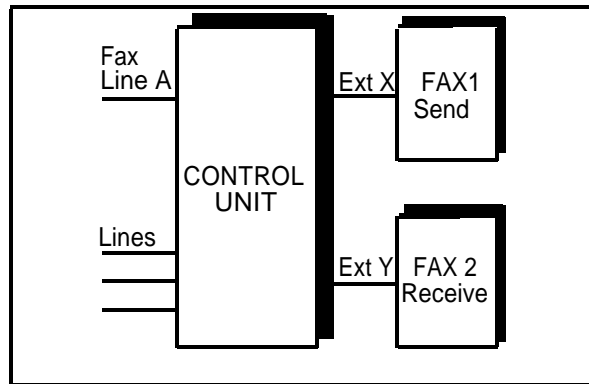 Fax
Line A
Ext X
FAX1
Send
CONTROL
UNIT
Lines
Ext Y
FAX 2
Receive